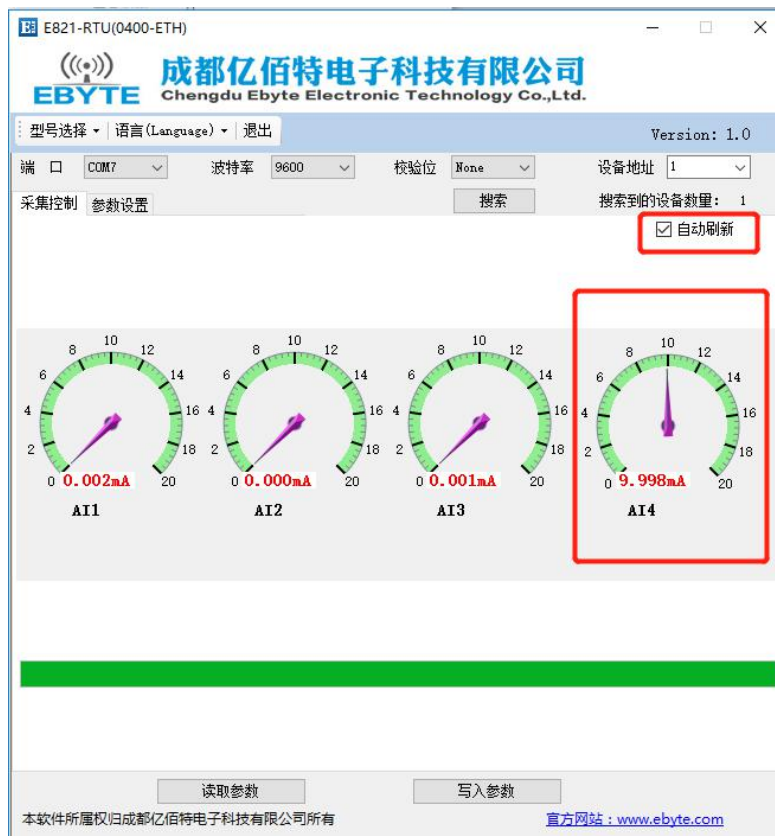 E821-RTU(0400-ETH)
EBYTE
成都亿佰特电子科技有限公司
Chengdu Ebyte Electronic Technology Co.,Ltd.
型号选择 语言(Language) 退出
Version: 1.0
端 口 COM7 波特率 9600 校验位 None 设备地址 1
采集控制 参数设置 搜索 搜索到的设备数量: 1
自动刷新
0 2 4 6 8 10 12 14 16 18 20
0.002mA
AI1
0 2 4 6 8 10 12 14 16 18 20
0.000mA
AI2
0 2 4 6 8 10 12 14 16 18 20
0.001mA
AI3
0 2 4 6 8 10 12 14 16 18 20
9.998mA
AI4
读取参数 写入参数
本软件所属权归成都亿佰特电子科技有限公司所有 官方网站:www.ebyte.com